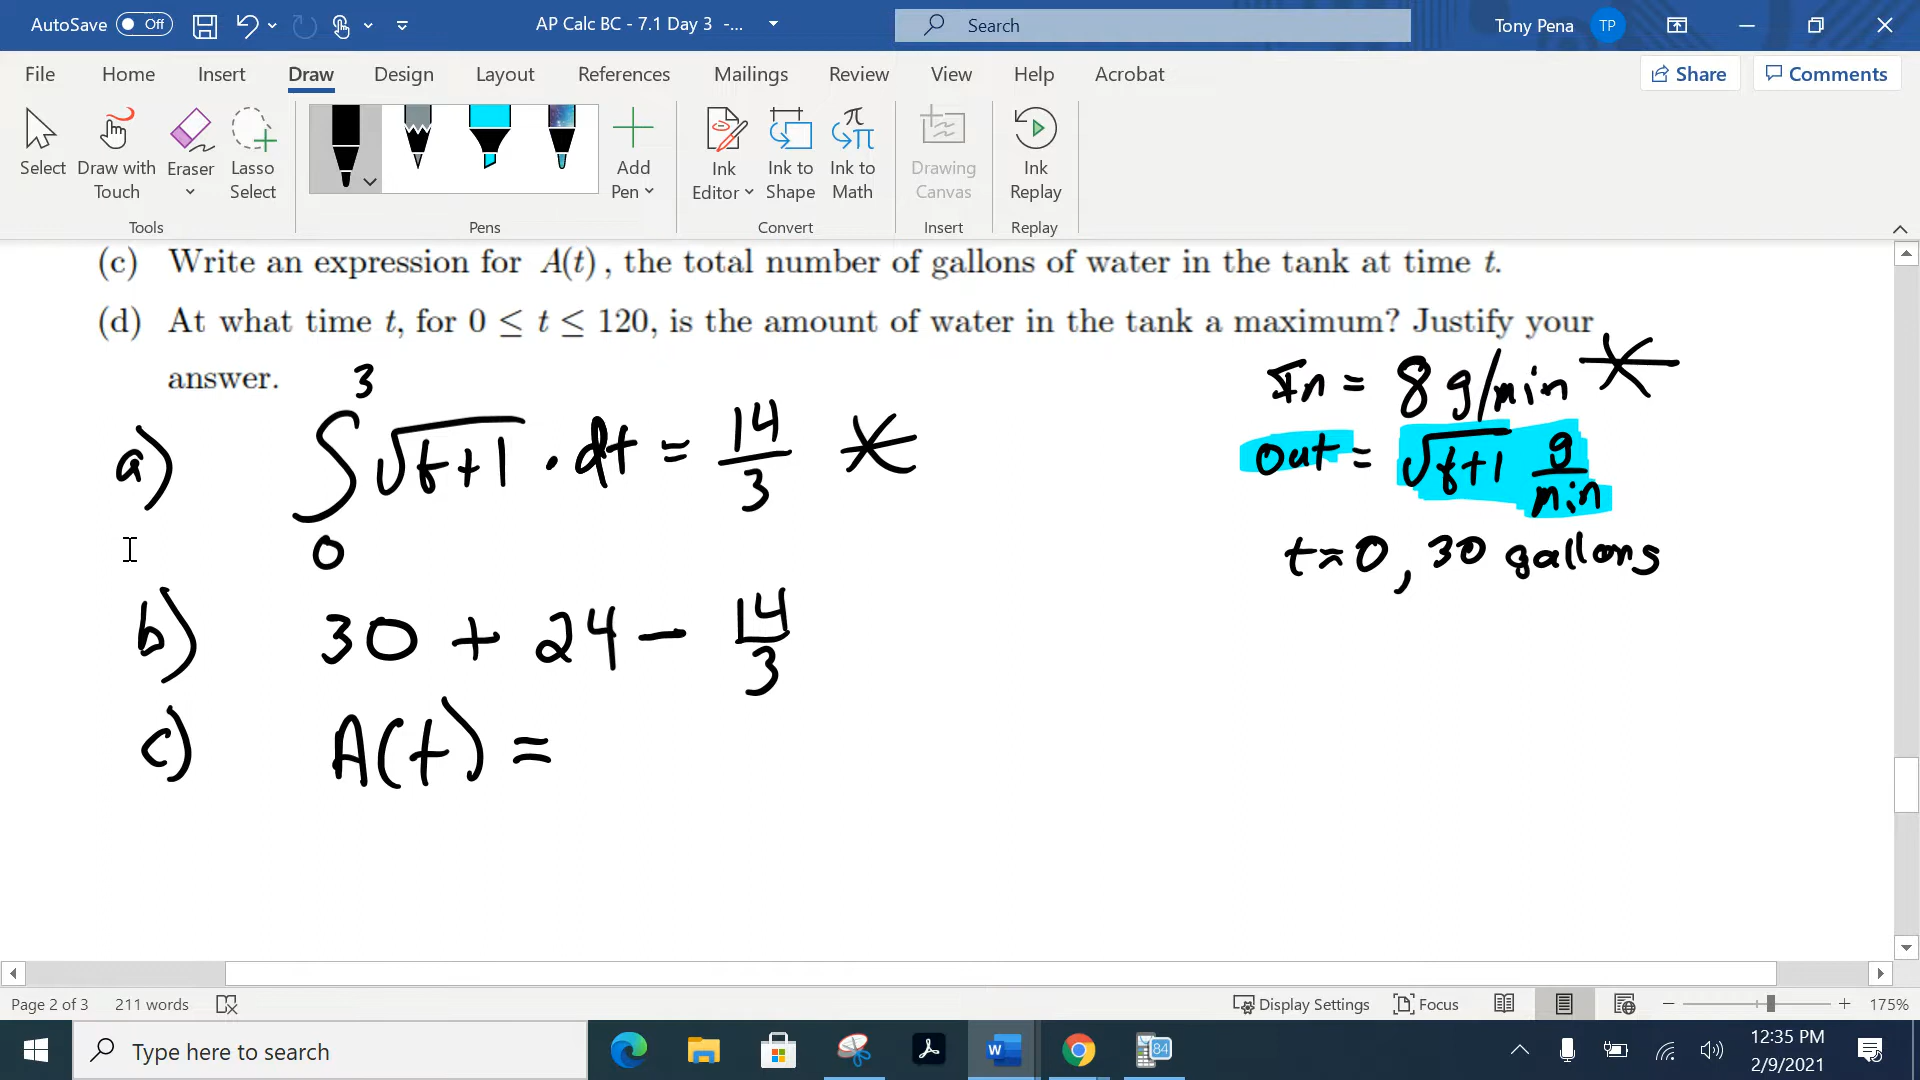 AutoSave Off AP Calc BC - 7.1 Day 3 -... Search Tony Pena TP
File Home Insert Draw Design Layout References Mailings Review View Help Acrobat Share Comments
Select Draw with Touch Eraser Lasso Select Add Pen Ink Editor Ink to Shape Ink to Math Drawing Canvas Ink Replay
Tools Pens Convert Insert Replay
(c) Write an expression for A(t), the total number of gallons of water in the tank at time t.
(d) At what time t, for 0 ≤ t ≤ 120, is the amount of water in the tank a maximum? Justify your
answer.
In = 8 g/min
out = √t+1 g/min
t=0, 30 gallons
a) ∫₀³ √t+1 · dt = 14/3
b) 30 + 24 - 14/3
c) A(t) =
Page 2 of 3 211 words Display Settings Focus 175%
Type here to search W 84 12:35 PM
2/9/2021